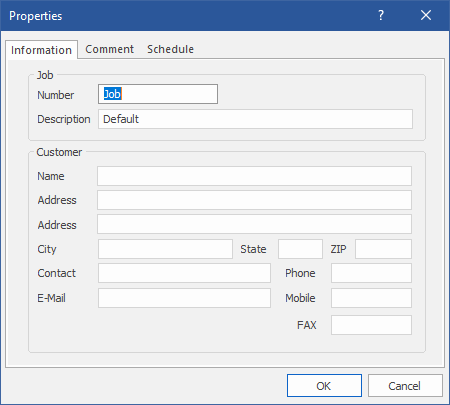 Properties ?
Information Comment Schedule
Job
Number Job
Description Default
Customer
Name
Address
Address
City State ZIP
Contact Phone
E-Mail Mobile
FAX
OK Cancel